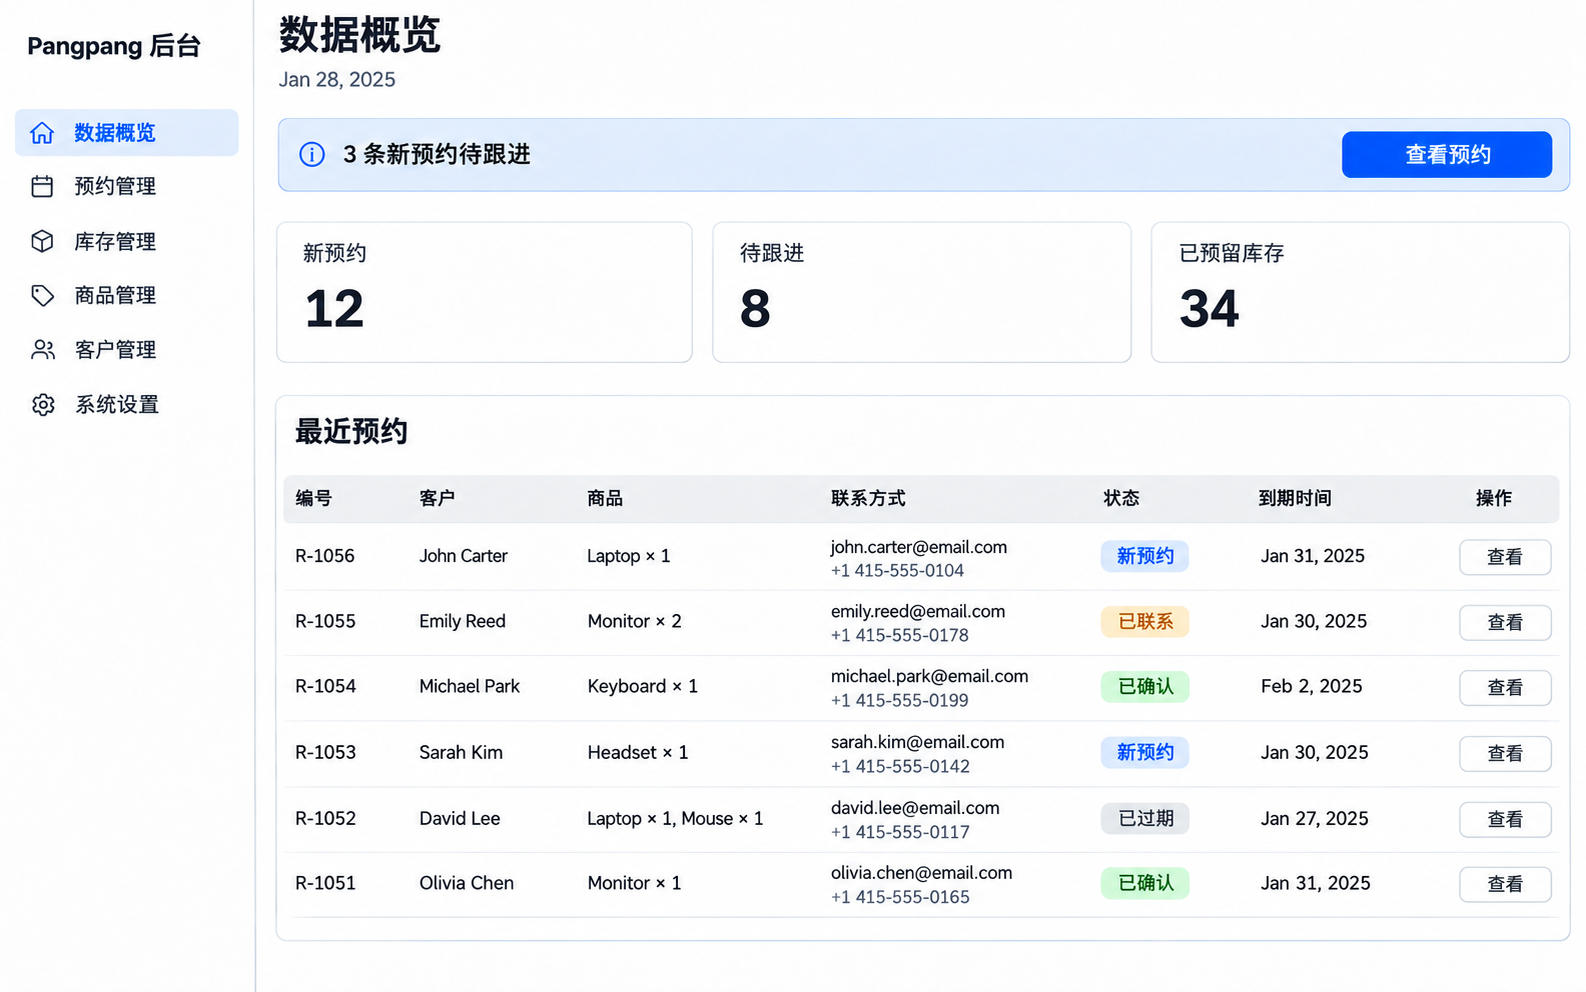 Pangpang 后台
数据概览
预约管理
库存管理
商品管理
客户管理
系统设置
数据概览
Jan 28, 2025
3 条新预约待跟进
查看预约
新预约
12
待跟进
8
已预留库存
34
最近预约
编号 客户 商品 联系方式 状态 到期时间 操作
R-1056 John Carter Laptop × 1 john.carter@email.com 新预约 Jan 31, 2025 查看
+1 415-555-0104
R-1055 Emily Reed Monitor × 2 emily.reed@email.com 已联系 Jan 30, 2025 查看
+1 415-555-0178
R-1054 Michael Park Keyboard × 1 michael.park@email.com 已确认 Feb 2, 2025 查看
+1 415-555-0199
R-1053 Sarah Kim Headset × 1 sarah.kim@email.com 新预约 Jan 30, 2025 查看
+1 415-555-0142
R-1052 David Lee Laptop × 1, Mouse × 1 david.lee@email.com 已过期 Jan 27, 2025 查看
+1 415-555-0117
R-1051 Olivia Chen Monitor × 1 olivia.chen@email.com 已确认 Jan 31, 2025 查看
+1 415-555-0165